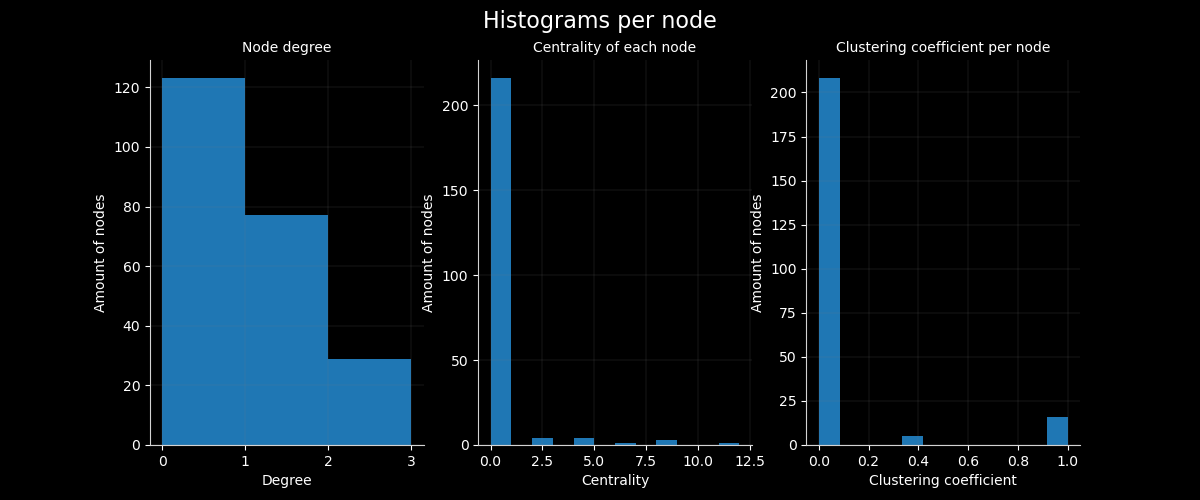 Histograms per node
Node degree
Amount of nodes
120
100
80
60
40
20
0
0 1 2 3
Degree
Centrality of each node
Amount of nodes
200
150
100
50
0
0.0 2.5 5.0 7.5 10.0 12.5
Centrality
Clustering coefficient per node
Amount of nodes
200
175
150
125
100
75
50
25
0
0.0 0.2 0.4 0.6 0.8 1.0
Clustering coefficient